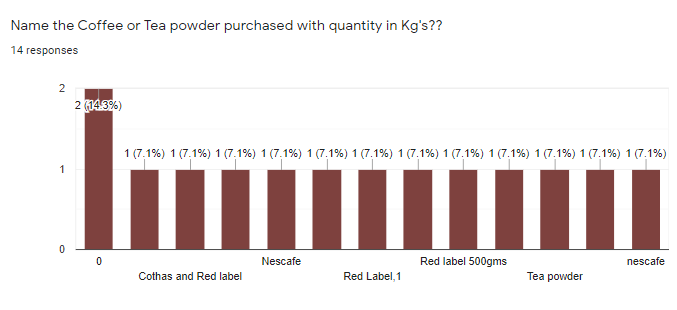 Name the Coffee or Tea powder purchased with quantity in Kg's??
14 responses
2
2 (14.3%)
1 (7.1%) 1 (7.1%) 1 (7.1%) 1 (7.1%) 1 (7.1%) 1 (7.1%) 1 (7.1%) 1 (7.1%) 1 (7.1%) 1 (7.1%) 1 (7.1%) 1 (7.1%)
1
0
0 Nescafe Red label 500gms nescafe
Cothas and Red label Red Label,1 Tea powder